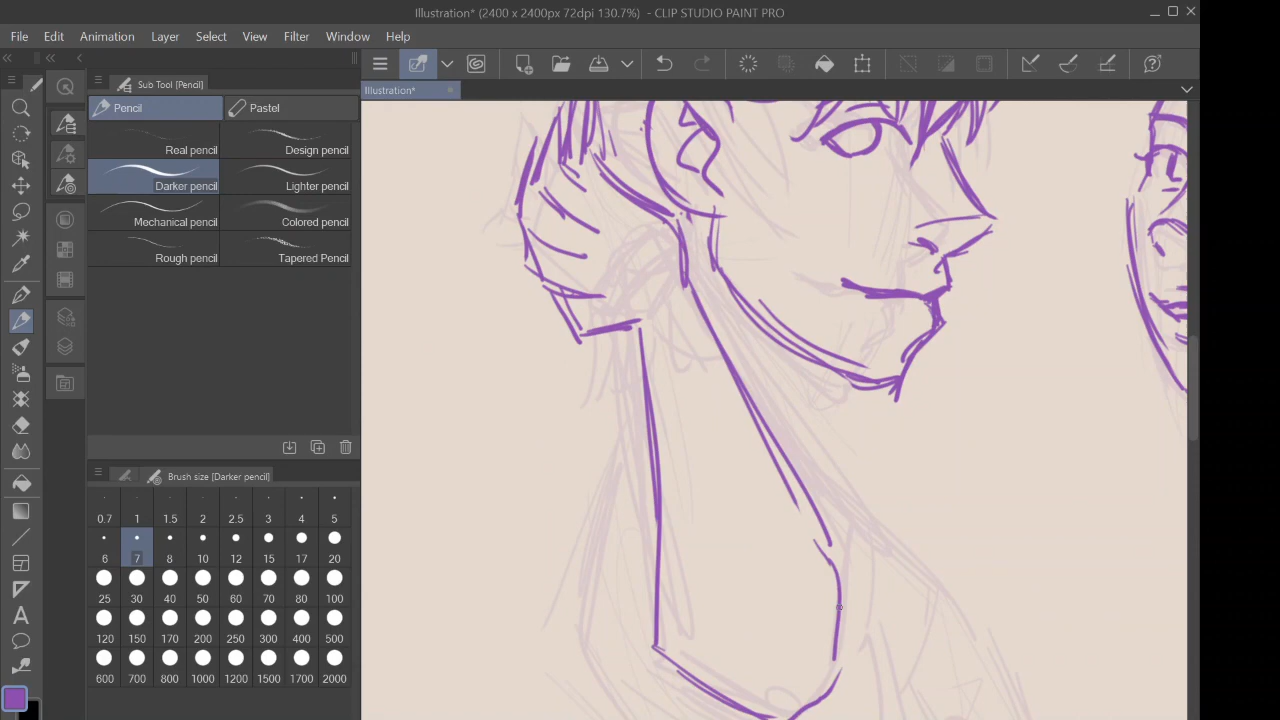 Illustration* (2400 x 2400px 72dpi 130.7%) - CLIP STUDIO PAINT PRO
File Edit Animation Layer Select View Filter Window Help
Sub Tool [Pencil]
Illustration*
Pencil Pastel
Real pencil Design pencil
Darker pencil Lighter pencil
Mechanical pencil Colored pencil
Rough pencil Tapered Pencil
Brush size [Darker pencil]
0.7 1 1.5 2 2.5 3 4 5
6 7 8 10 12 15 17 20
25 30 40 50 60 70 80 100
120 150 170 200 250 300 400 500
600 700 800 1000 1200 1500 1700 2000